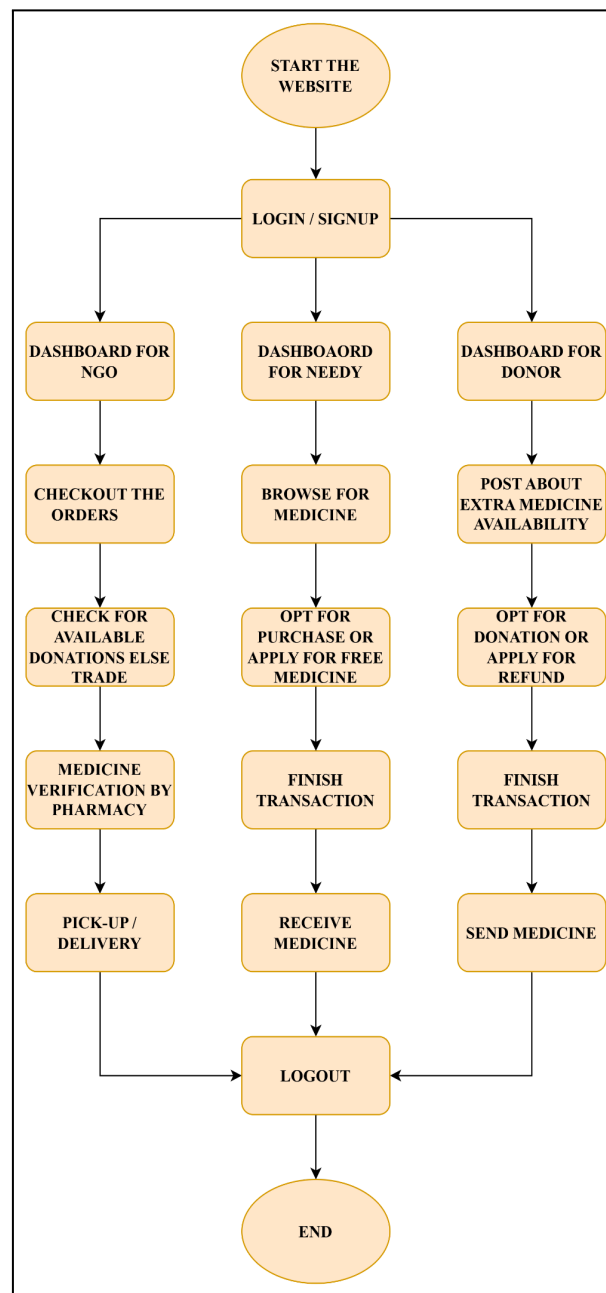 START THE
WEBSITE
LOGIN / SIGNUP
DASHBOARD FOR
NGO
DASHBOAORD
FOR NEEDY
DASHBOARD FOR
DONOR
CHECKOUT THE
ORDERS
BROWSE FOR
MEDICINE
POST ABOUT
EXTRA MEDICINE
AVAILABILITY
CHECK FOR
AVAILABLE
DONATIONS ELSE
TRADE
OPT FOR
PURCHASE OR
APPLY FOR FREE
MEDICINE
OPT FOR
DONATION OR
APPLY FOR
REFUND
MEDICINE
VERIFICATION BY
PHARMACY
FINISH
TRANSACTION
FINISH
TRANSACTION
PICK-UP /
DELIVERY
RECEIVE
MEDICINE
SEND MEDICINE
LOGOUT
END